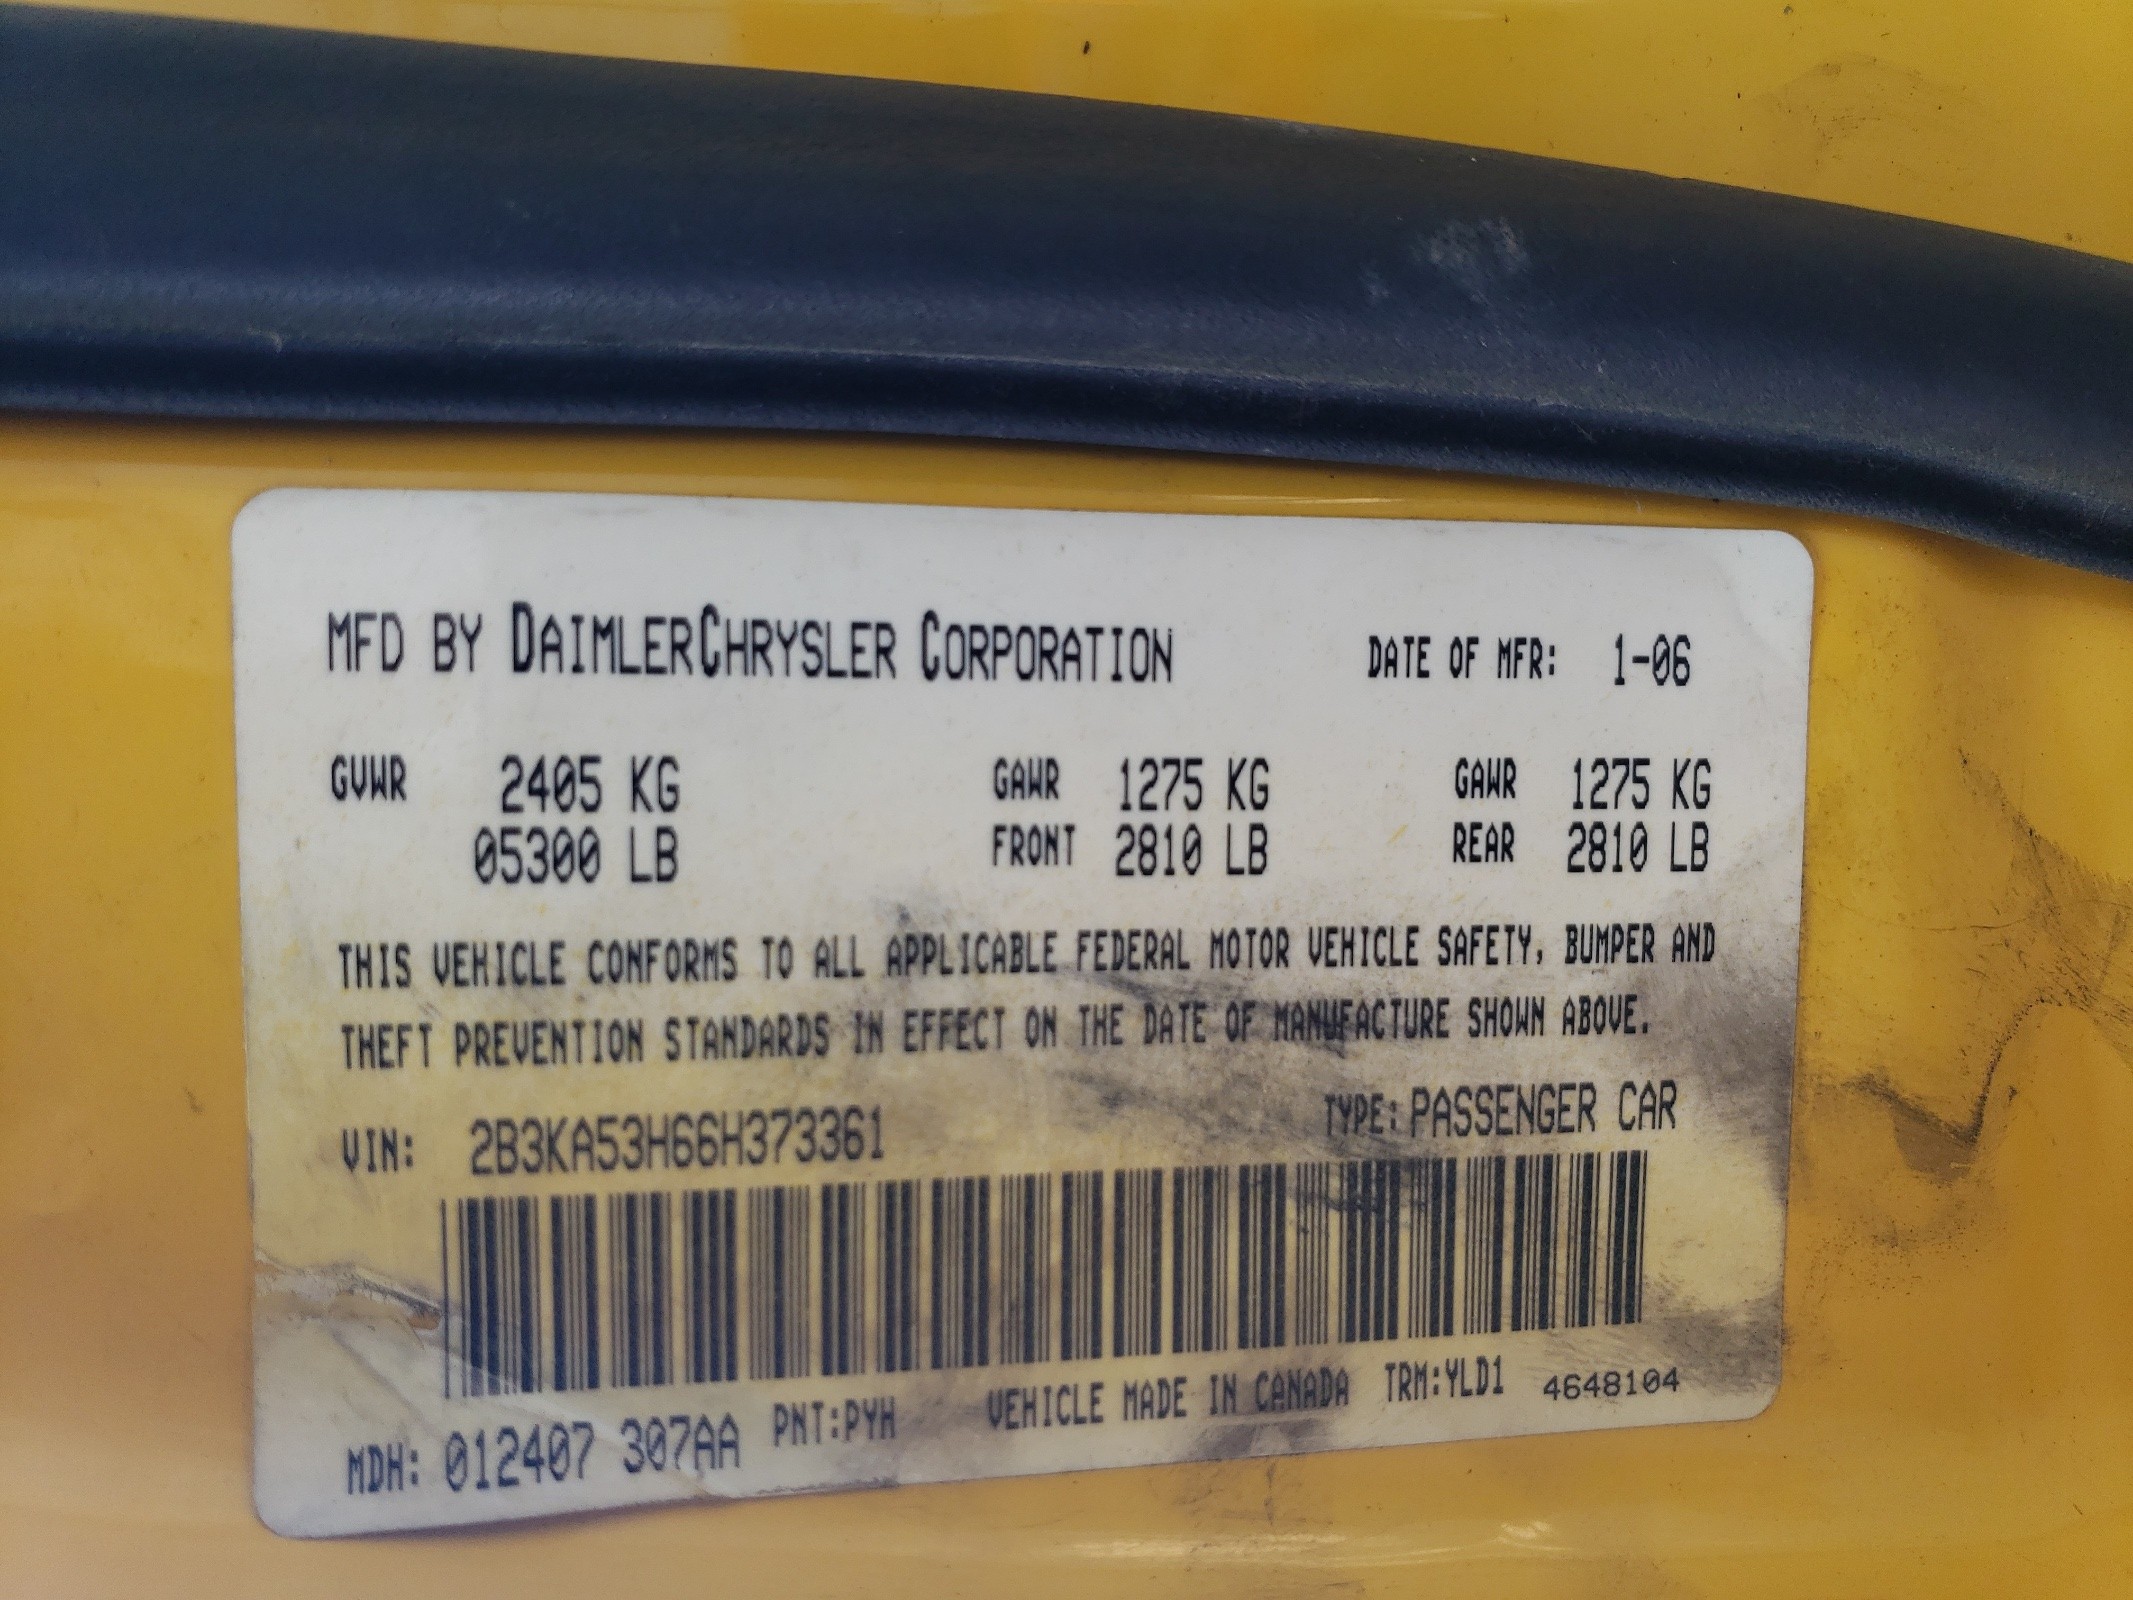 MFD BY DAIMLERCHRYSLER CORPORATION DATE OF MFR: 1-06
GVWR 2405 KG GAWR 1275 KG GAWR 1275 KG
05300 LB FRONT 2810 LB REAR 2810 LB
THIS VEHICLE CONFORMS TO ALL APPLICABLE FEDERAL MOTOR VEHICLE SAFETY, BUMPER AND
THEFT PREVENTION STANDARDS IN EFFECT ON THE DATE OF MANUFACTURE SHOWN ABOVE.
VIN: 2B3KA53H66H373361 TYPE: PASSENGER CAR
MDH: 012407 307AA PNT:PYH VEHICLE MADE IN CANADA TRM:YLD1 4648104